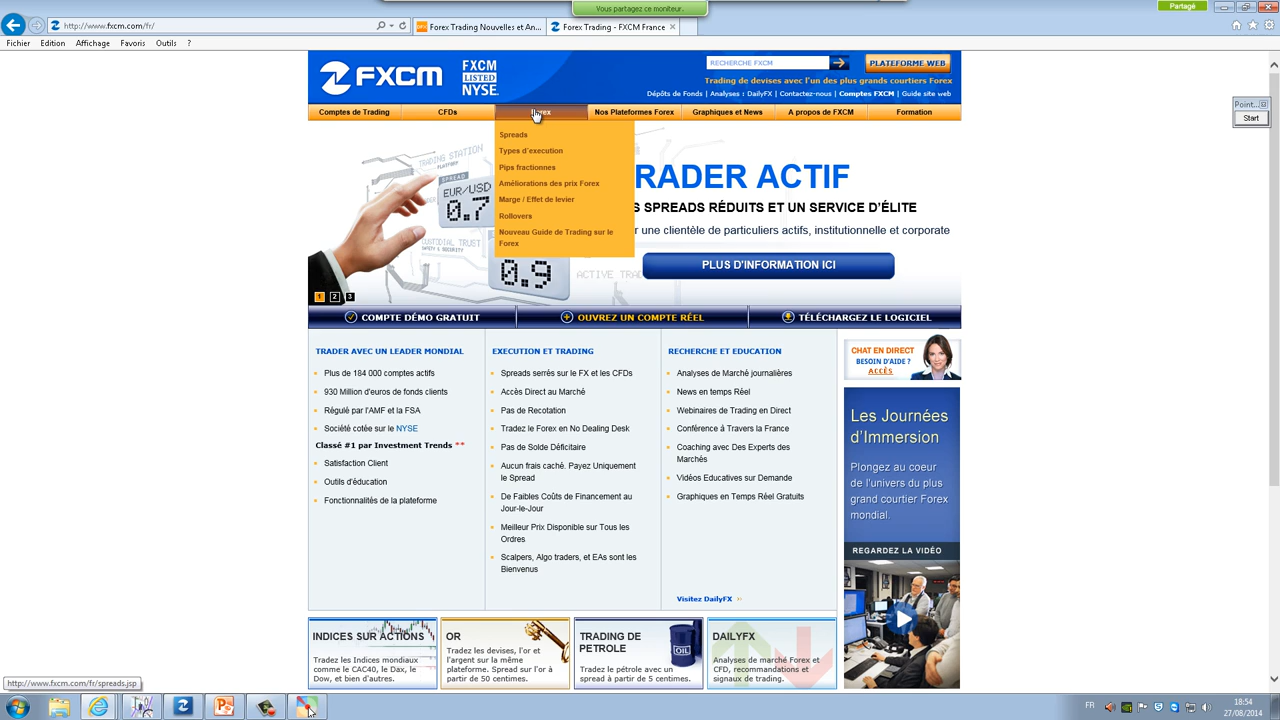 Vous partagez ce moniteur.
Partagé
http://www.fxcm.com/fr/
Forex Trading Nouvelles et An...
Forex Trading - FXCM France
Fichier Edition Affichage Favoris Outils ?
FXCM
FXCM
LISTED
NYSE
RECHERCHE FXCM
PLATEFORME WEB
Trading de devises avec l'un des plus grands courtiers Forex
Dépôts de Fonds | Analyses : DailyFX | Contactez-nous | Comptes FXCM | Guide site web
Point...
Start
Comptes de Trading CFDs Forex Nos Plateformes Forex Graphiques et News A propos de FXCM Formation
Spreads
Types d'execution
Pips fractionnes
Améliorations des prix Forex
Marge / Effet de levier
Rollovers
Nouveau Guide de Trading sur le
Forex
TRADING STATION
SPREAD
EUR/USD
0.7
CUSTODIAL TRUST
SAFETY & SECURITY
0.9
ACTIVE TRA
RADER ACTIF
S SPREADS RÉDUITS ET UN SERVICE D'ÉLITE
r une clientèle de particuliers actifs, institutionnelle et corporate
PLUS D'INFORMATION ICI
1 2 3
COMPTE DÉMO GRATUIT
OUVREZ UN COMPTE RÉEL
TÉLÉCHARGEZ LE LOGICIEL
TRADER AVEC UN LEADER MONDIAL
Plus de 184 000 comptes actifs
930 Million d'euros de fonds clients
Régulé par l'AMF et la FSA
Société cotée sur le NYSE
Classé #1 par Investment Trends **
Satisfaction Client
Outils d'éducation
Fonctionnalités de la plateforme
EXECUTION ET TRADING
Spreads serrés sur le FX et les CFDs
Accès Direct au Marché
Pas de Recotation
Tradez le Forex en No Dealing Desk
Pas de Solde Déficitaire
Aucun frais caché. Payez Uniquement
le Spread
De Faibles Coûts de Financement au
Jour-le-Jour
Meilleur Prix Disponible sur Tous les
Ordres
Scalpers, Algo traders, et EAs sont les
Bienvenus
RECHERCHE ET EDUCATION
Analyses de Marché journalières
News en temps Réel
Webinaires de Trading en Direct
Conférence à Travers la France
Coaching avec Des Experts des
Marchés
Vidéos Educatives sur Demande
Graphiques en Temps Réel Gratuits
Visitez DailyFX
CHAT EN DIRECT
BESOIN D'AIDE ?
ACCÈS
Les Journées
d'Immersion
Plongez au coeur
de l'univers du plus
grand courtier Forex
mondial.
REGARDEZ LA VIDÉO
INDICES SUR ACTIONS
Tradez les Indices mondiaux
comme le CAC40, le Dax, le
Dow, et bien d'autres.
OR
Tradez les devises, l'or et
l'argent sur la même
plateforme. Spread sur l'or à
partir de 50 centimes.
TRADING DE
PETROLE
OIL
Tradez le pétrole avec un
spread à partir de 5 centimes.
DAILYFX
Analyses de marché Forex et
CFD, recommandations et
signaux de trading.
http://www.fxcm.com/fr/spreads.jsp
FR
18:54
27/08/2014